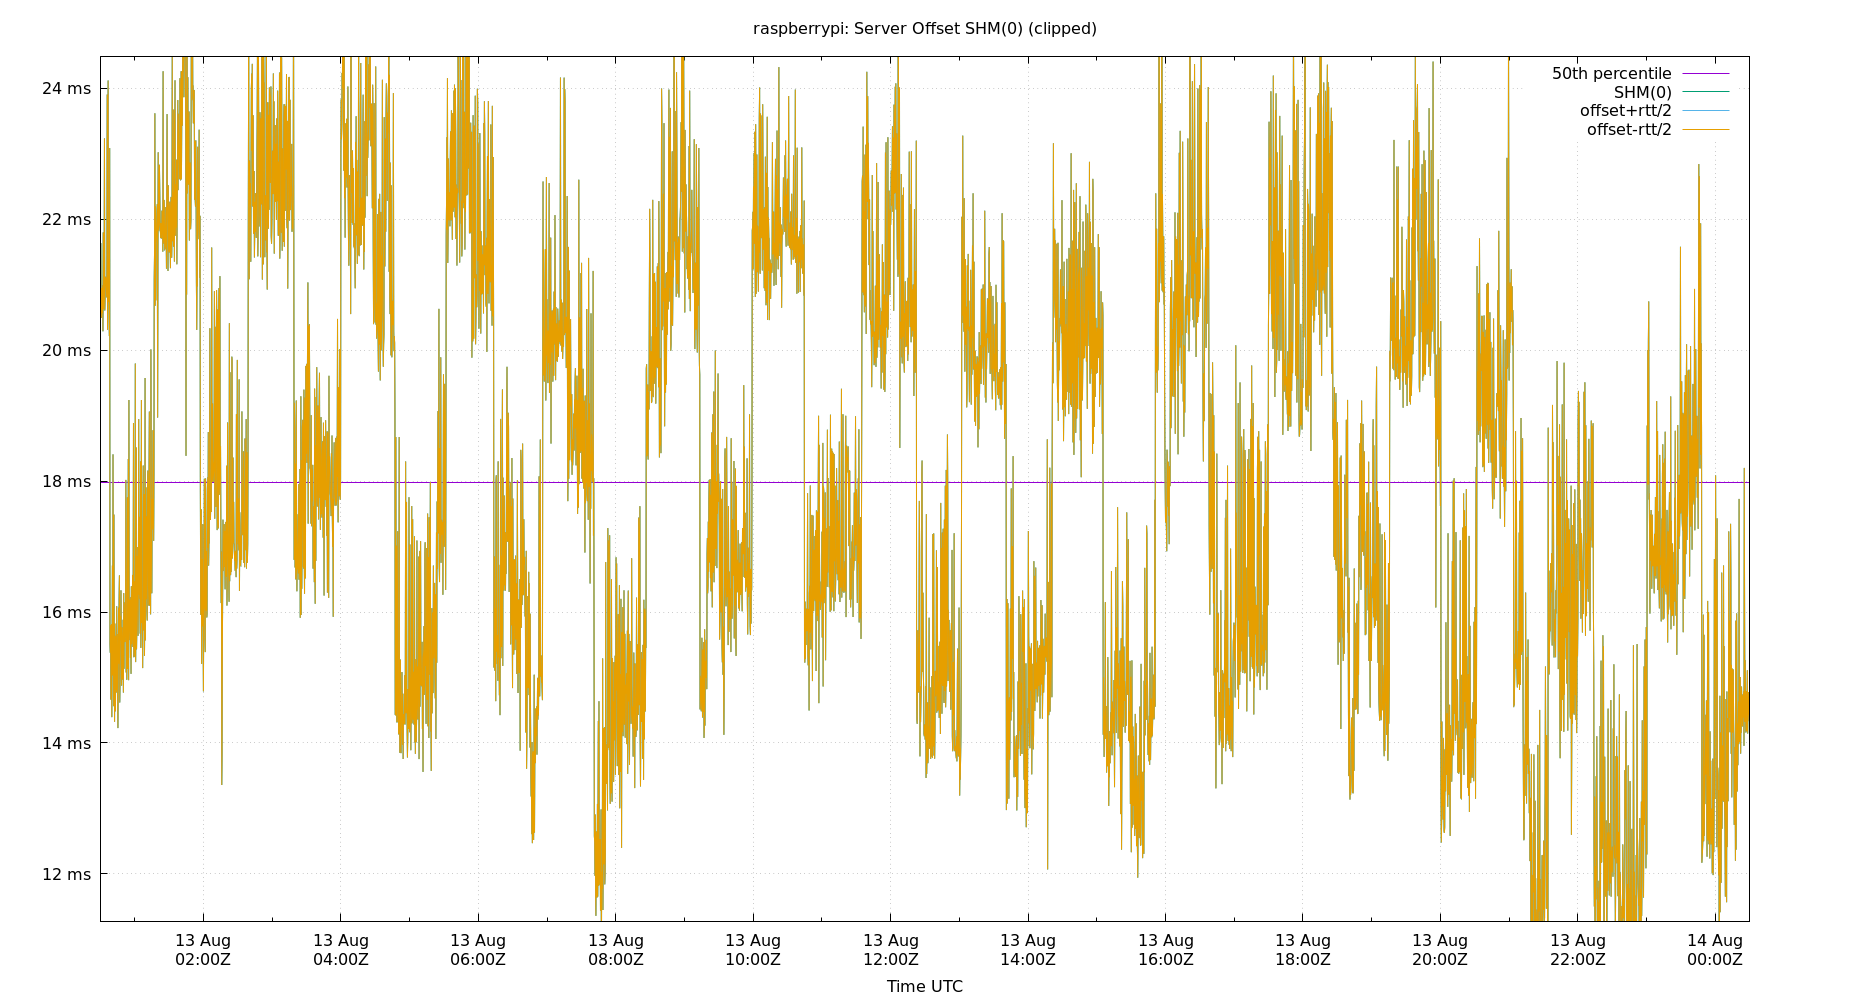 raspberrypi: Server Offset SHM(0) (clipped)
50th percentile
SHM(0)
offset+rtt/2
offset-rtt/2
24 ms
22 ms
20 ms
18 ms
16 ms
14 ms
12 ms
13 Aug 13 Aug 13 Aug 13 Aug 13 Aug 13 Aug 13 Aug 13 Aug 13 Aug 13 Aug 13 Aug 14 Aug
02:00Z 04:00Z 06:00Z 08:00Z 10:00Z 12:00Z 14:00Z 16:00Z 18:00Z 20:00Z 22:00Z 00:00Z
Time UTC